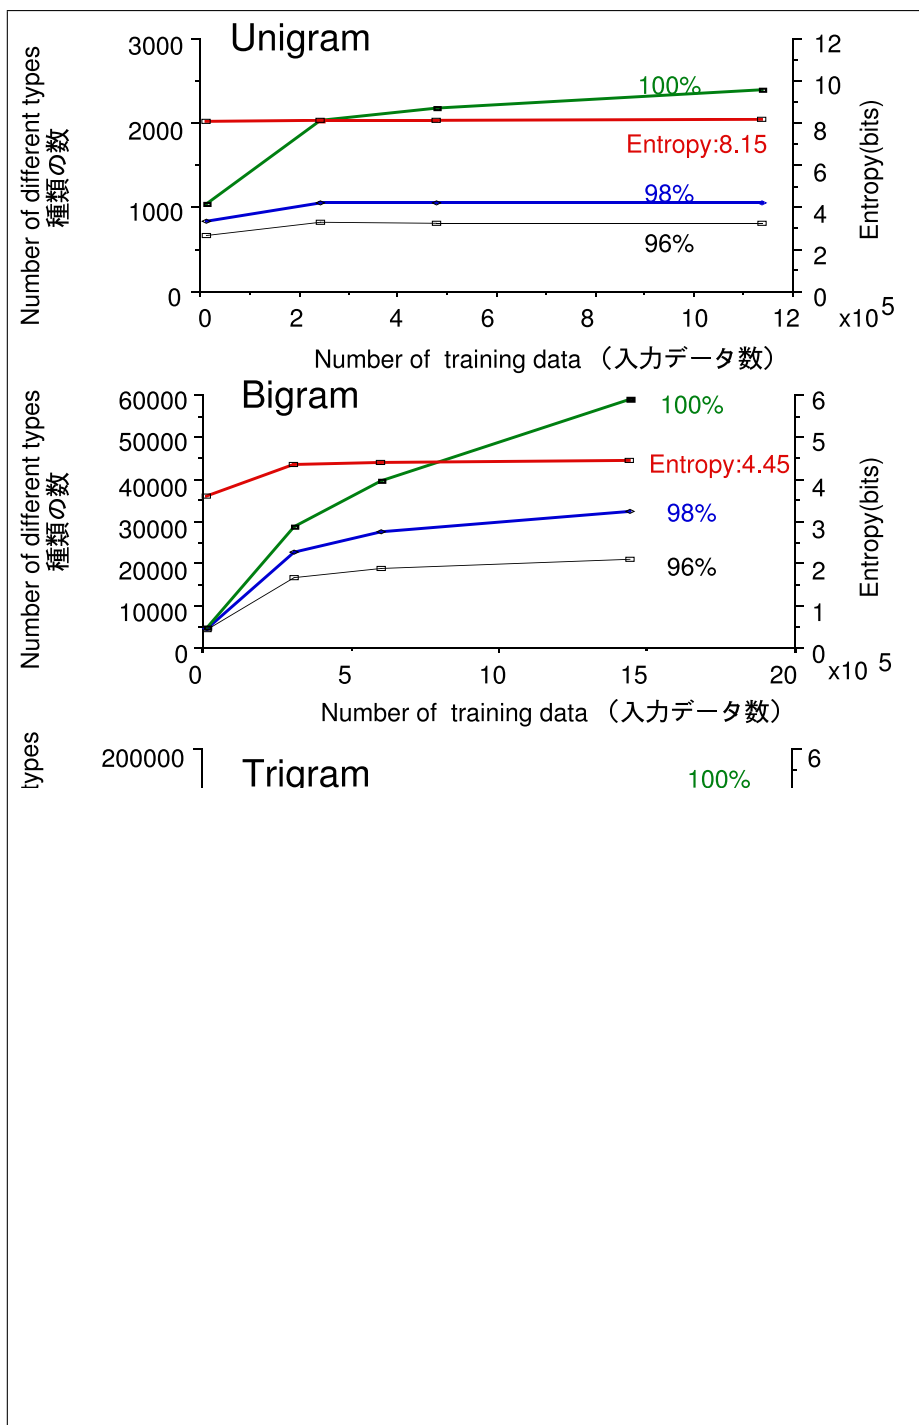 Unigram
Number of different types
種類の数
3000
2000
1000
0
100%
Entropy:8.15
98%
96%
12
10
8
6
4
2
0
Entropy(bits)
0 2 4 6 8 10 12 x10 5
Number of training data （入力データ数）
Bigram
Number of different types
種類の数
60000
50000
40000
30000
20000
10000
0
100%
Entropy:4.45
98%
96%
6
5
4
3
2
1
0
Entropy(bits)
0 5 10 15 20 x10 5
Number of training data （入力データ数）
types
200000
Trigram
100%
6